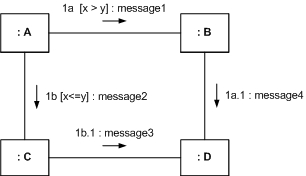 1a [x > y] : message1
: A
: B
1b [x<=y] : message2
1a.1 : message4
1b.1 : message3
: C
: D